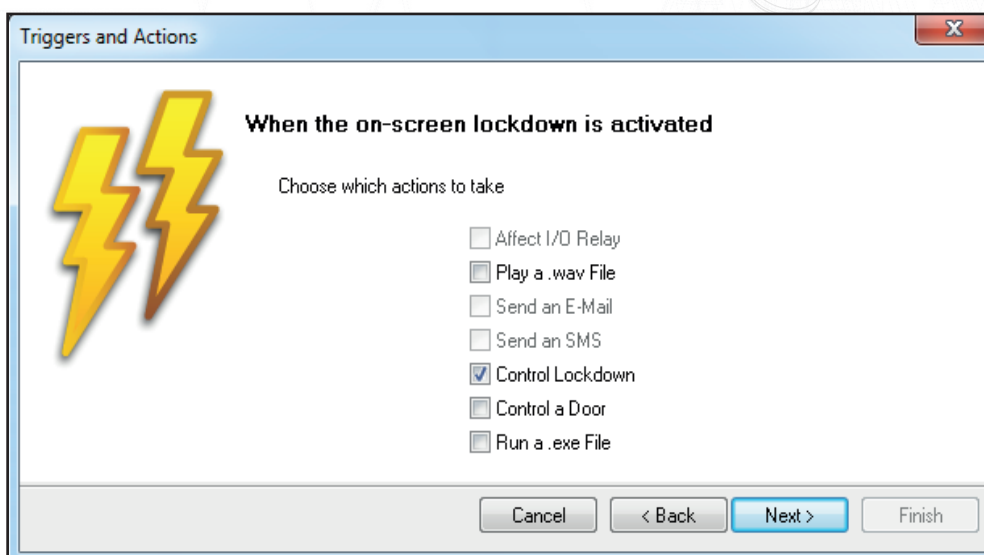 Triggers and Actions
When the on-screen lockdown is activated
Choose which actions to take
Affect I/O Relay
Play a .wav File
Send an E-Mail
Send an SMS
Control Lockdown
Control a Door
Run a .exe File
Cancel
< Back
Next >
Finish